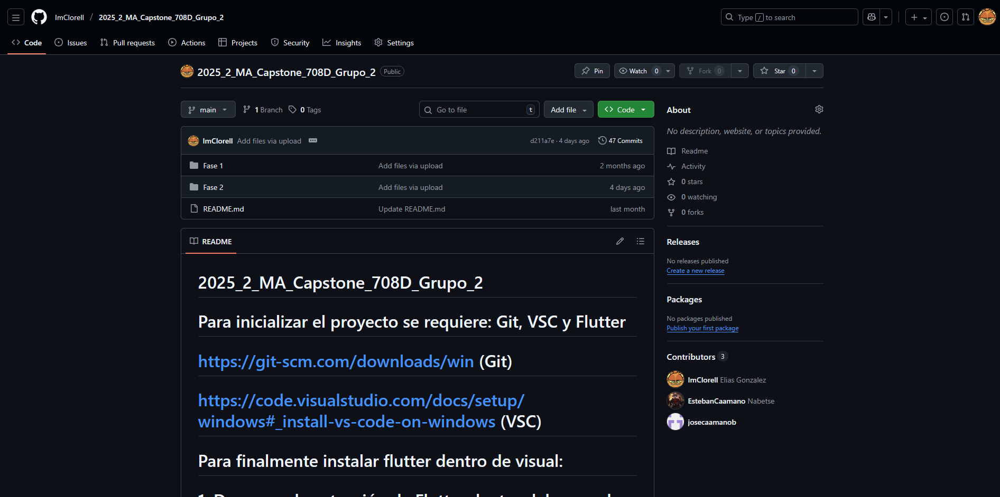 ImClorell / 2025_2_MA_Capstone_708D_Grupo_2
Type / to search
Code Issues Pull requests Actions Projects Security Insights Settings
2025_2_MA_Capstone_708D_Grupo_2 Public
Pin Watch 0 Fork 0 Star 0
main 1 Branch 0 Tags Go to file t Add file Code
ImClorell Add files via upload d211a7e · 4 days ago 47 Commits
Fase 1 Add files via upload 2 months ago
Fase 2 Add files via upload 4 days ago
README.md Update README.md last month
README
2025_2_MA_Capstone_708D_Grupo_2
Para inicializar el proyecto se requiere: Git, VSC y Flutter
https://git-scm.com/downloads/win (Git)
https://code.visualstudio.com/docs/setup/
windows#_install-vs-code-on-windows (VSC)
Para finalmente instalar flutter dentro de visual:
About
No description, website, or topics provided.
Readme
Activity
0 stars
0 watching
0 forks
Releases
No releases published
Create a new release
Packages
No packages published
Publish your first package
Contributors 3
ImClorell Elias Gonzalez
EstebanCaamano Nabetse
josecaamanob